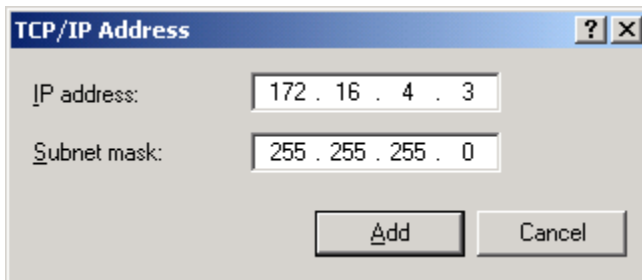 TCP/IP Address
IP address: 172 . 16 . 4 . 3
Subnet mask: 255 . 255 . 255 . 0
Add Cancel